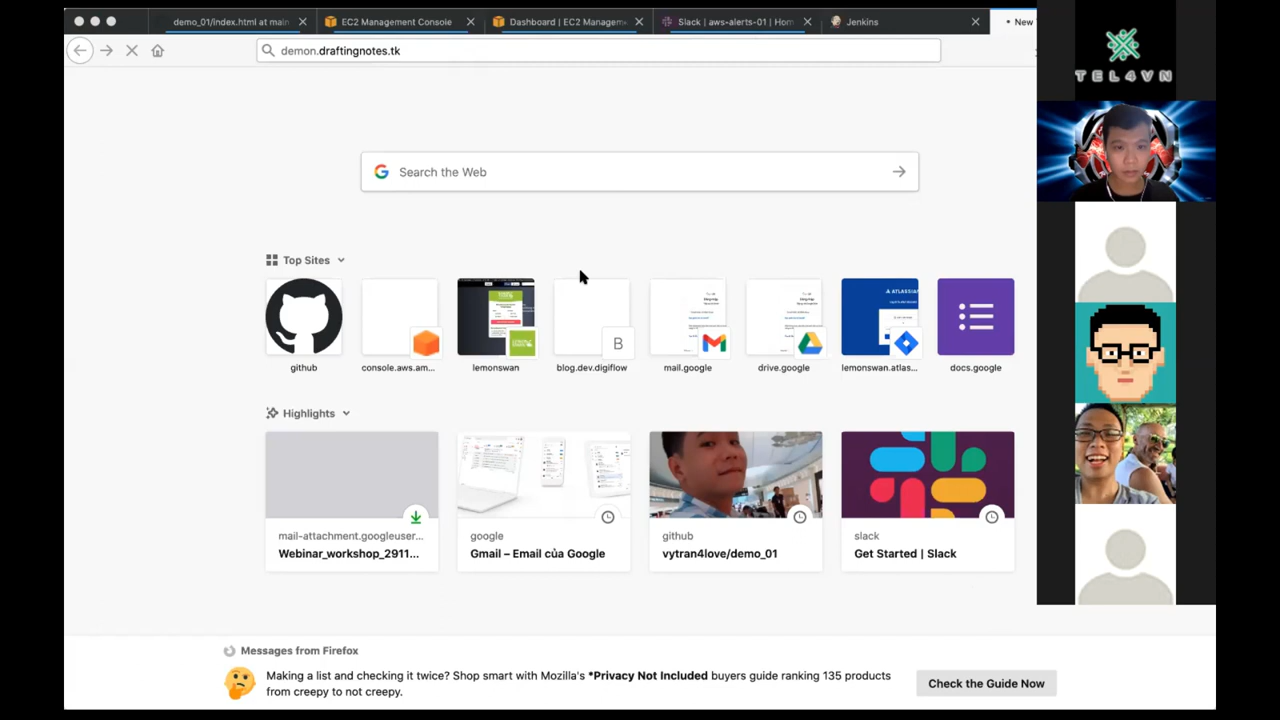 demo_01/index.html at main
EC2 Management Console
Dashboard | EC2 Managem
Slack | aws-alerts-01 | Hom
Jenkins
• New
demon.draftingnotes.tk
TEL4VN
Search the Web
Top Sites
github
console.aws.am...
lemonswan
B
blog.dev.digiflow
mail.google
drive.google
ATLASSIAN
lemonswan.atlas...
docs.google
Highlights
mail-attachment.googleuser...
Webinar_workshop_2911...
google
Gmail – Email của Google
github
vytran4love/demo_01
slack
Get Started | Slack
Messages from Firefox
Making a list and checking it twice? Shop smart with Mozilla's *Privacy Not Included buyers guide ranking 135 products
from creepy to not creepy.
Check the Guide Now